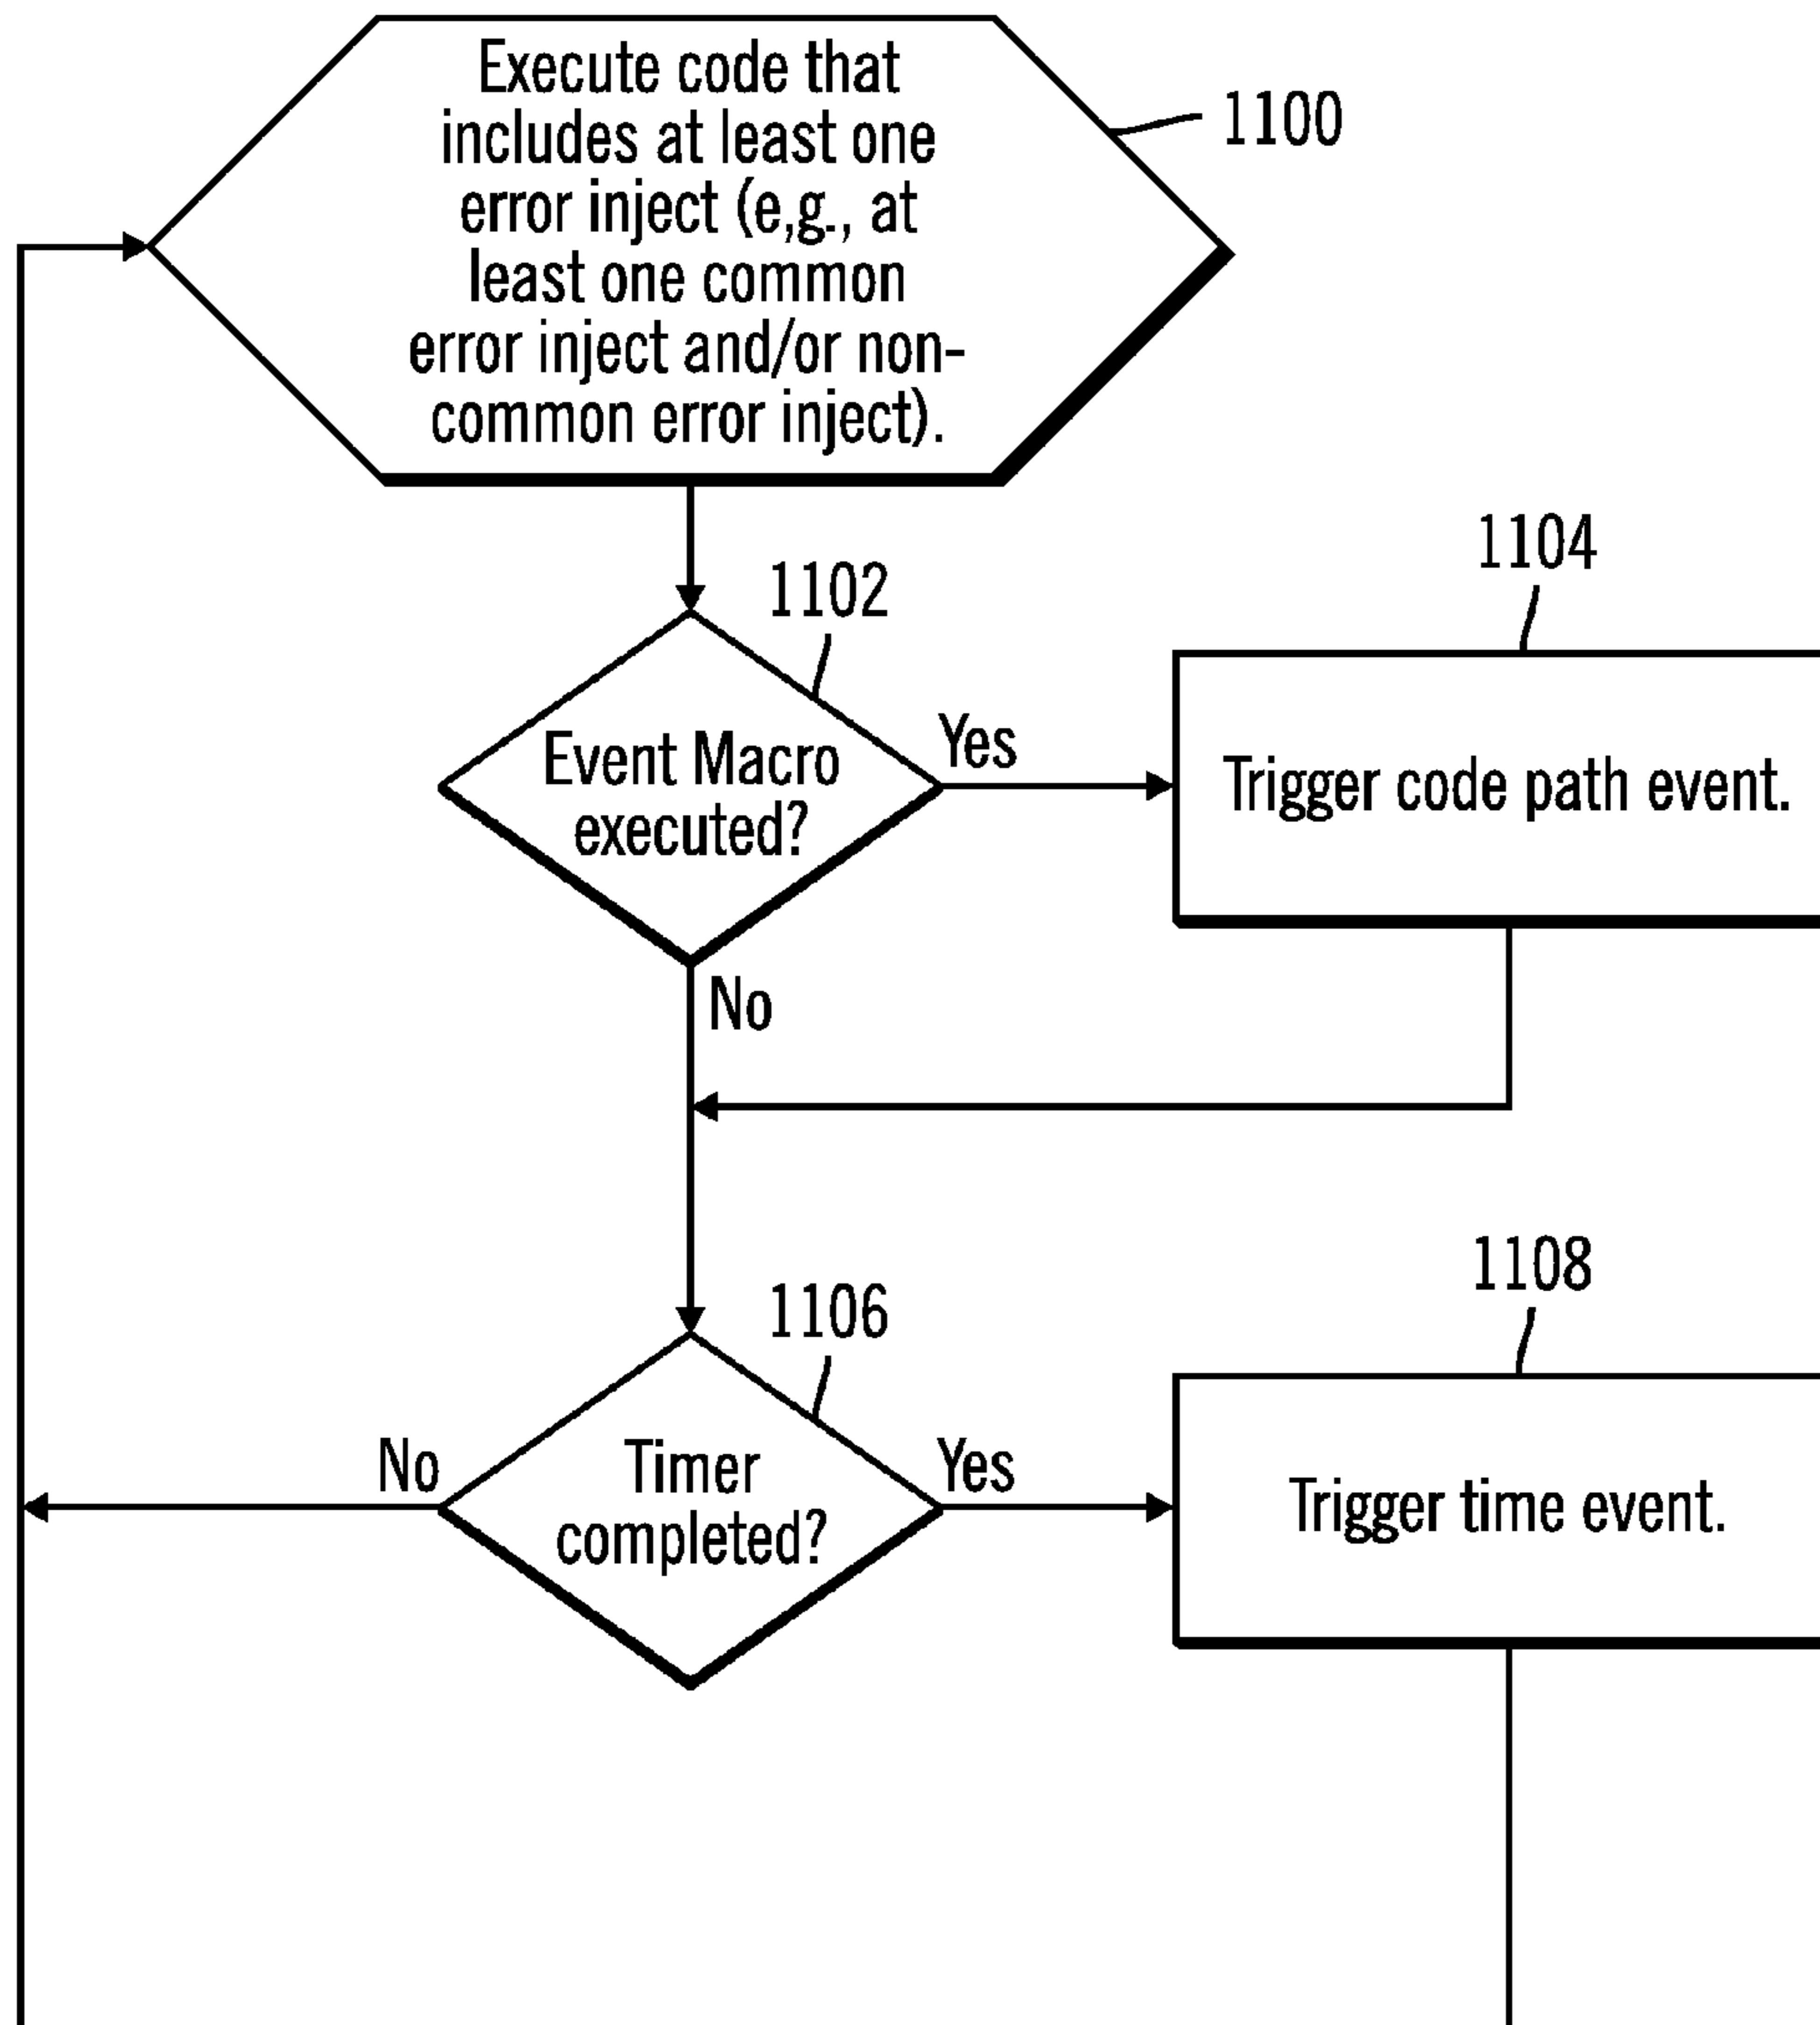 Execute code that
includes at least one
error inject (e,g., at
least one common
error inject and/or non-
common error inject).
1100
1102
1104
Event Macro
executed?
Yes
Trigger code path event.
No
1106
1108
No
Timer
completed?
Yes
Trigger time event.